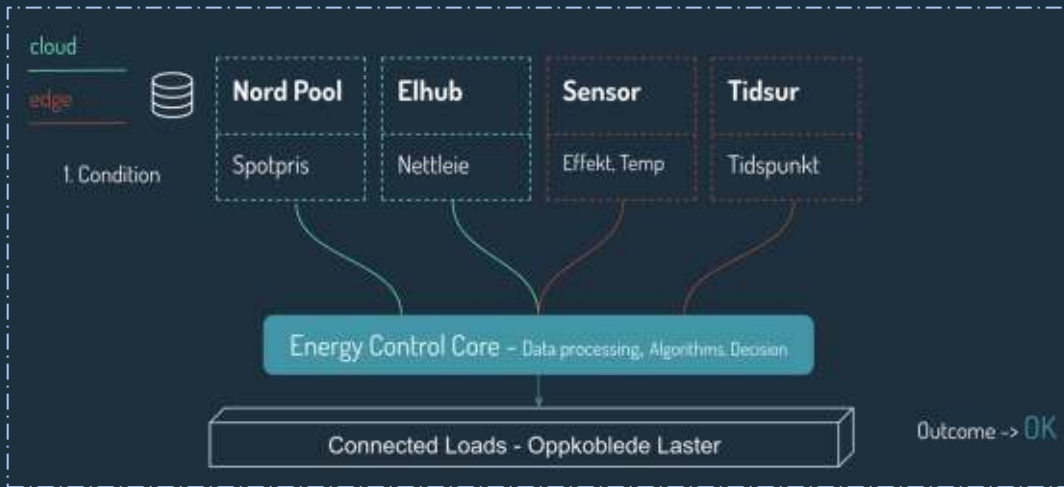 cloud
edge
1. Condition
Nord Pool
Spotpris
Elhub
Nettleie
Sensor
Effekt, Temp
Tidsur
Tidspunkt
Energy Control Core - Data processing, Algorithms, Decision
Connected Loads - Oppkoblede Laster
Outcome -> OK